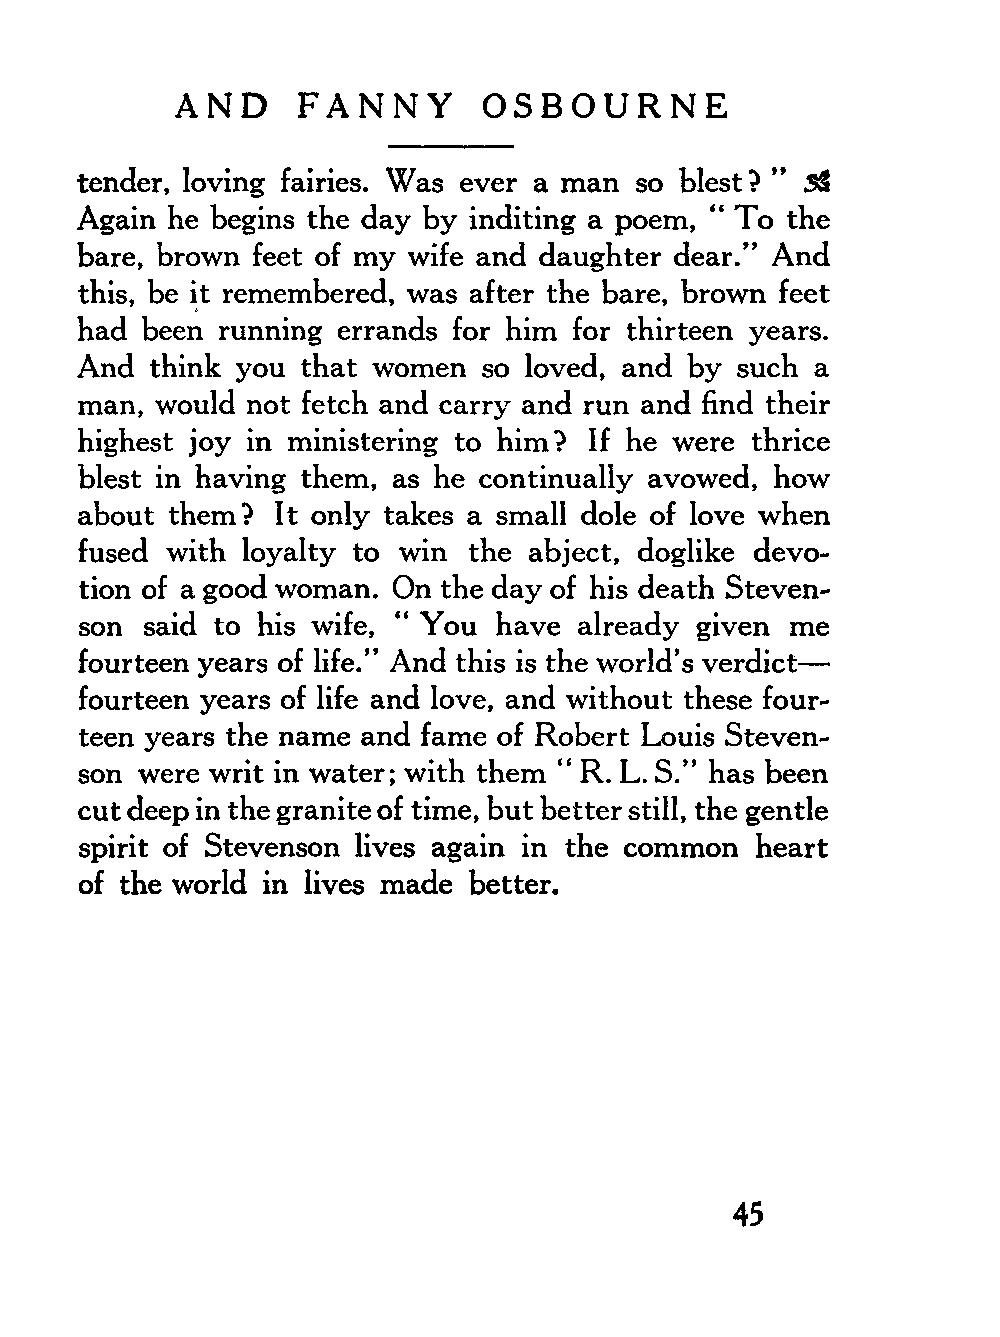 AND FANNY OSBOURNE
tender, loving fairies. Was ever a man so blest? "
Again he begins the day by inditing a poem, " To the
bare, brown feet of my wife and daughter dear." And
this, be it remembered, was after the bare, brown feet
had been running errands for him for thirteen years.
And think you that women so loved, and by such a
man, would not fetch and carry and run and find their
highest joy in ministering to him? If he were thrice
blest in having them, as he continually avowed, how
about them? It only takes a small dole of love when
fused with loyalty to win the abject, doglike devo-
tion of a good woman. On the day of his death Steven-
son said to his wife, " You have already given me
fourteen years of life." And this is the world's verdict—
fourteen years of life and love, and without these four-
teen years the name and fame of Robert Louis Steven-
son were writ in water; with them " R. L. S." has been
cut deep in the granite of time, but better still, the gentle
spirit of Stevenson lives again in the common heart
of the world in lives made better.
45